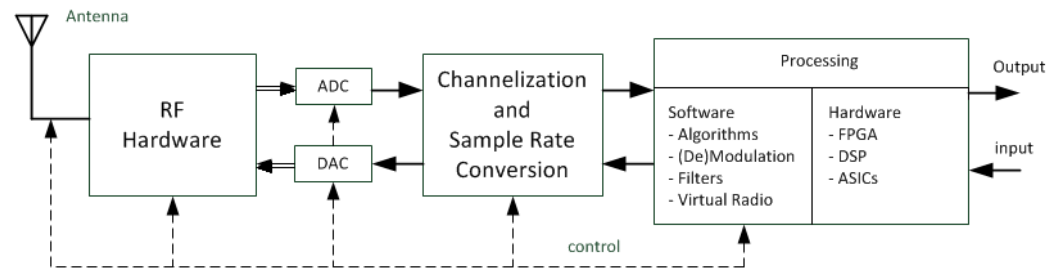 Antenna
RF
Hardware
ADC
DAC
Channelization
and
Sample Rate
Conversion
Processing
Software
- Algorithms
- (De)Modulation
- Filters
- Virtual Radio
Hardware
- FPGA
- DSP
- ASICs
Output
input
control